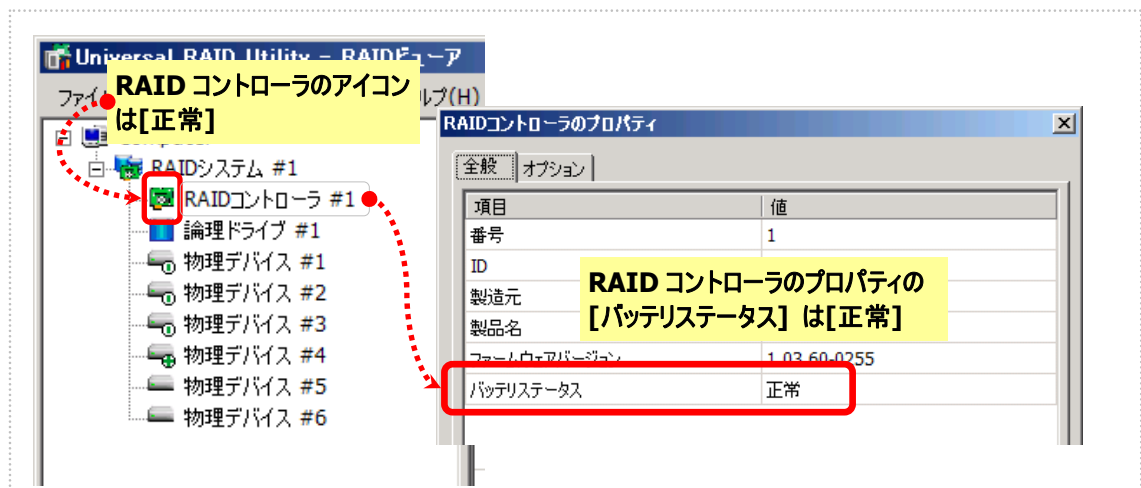 Universal RAID Utility - RAIDビューア
RAID コントローラのアイコン
は[正常]
ファイ
ルプ(H)
RAIDシステム #1
RAIDコントローラ #1
論理ドライブ #1
物理デバイス #1
物理デバイス #2
物理デバイス #3
物理デバイス #4
物理デバイス #5
物理デバイス #6
RAIDコントローラのプロパティ
全般 オプション
項目 値
番号 1
ID
製造元
製品名
RAID コントローラのプロパティの
[バッテリステータス] は[正常]
ファームウェアバージョン 1.03.60-0255
バッテリステータス 正常